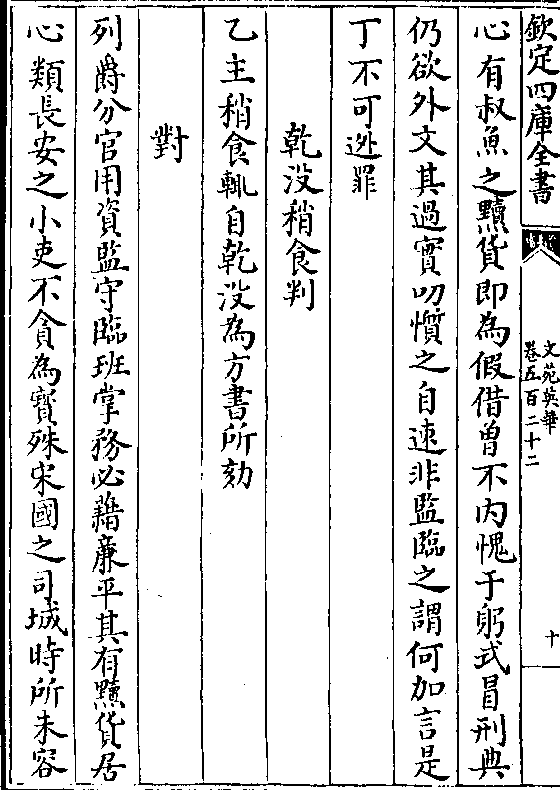 欽定四庫全書
文苑英華
卷五百二十二
十
心有叔魚之黷貨即為假借曾不内愧于躬式冒刑典
仍欲外文其過實叨憤之自速非監臨之謂何加言是
丁不可逃罪
乾没稍食判
乙主稍食輒自乾没為方書所劾
對
列爵分官用資監守臨班掌務必藉廉平其有黷貨居
心類長安之小吏不貪為寳殊宋國之司城時所未容